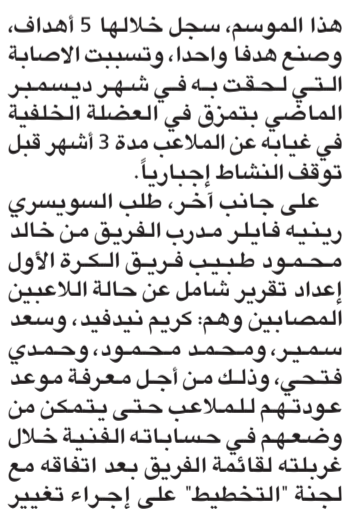 هذا الموسم، سجل خلالها 5 أهداف،
وصنع هدفا واحدا، وتسببت الاصابة
التي لحقت به في شهر ديسمبر
الماضي بتمزق في العضلة الخلفية
في غيابه عن الملاعب مدة 3 أشهر قبل
توقف النشاط إجبارياً.
على جانب آخر، طلب السويسري
رينيه فايلر مدرب الفريق من خالد
محمود طبيب فريق الكرة الأول
إعداد تقرير شامل عن حالة اللاعبين
المصابين وهم: كريم نيدفيد، وسعد
سمير، ومحمد محمود، وحمدي
فتحي، وذلك من أجل معرفة موعد
عودتهم للملاعب حتى يتمكن من
وضعهم في حساباته الفنية خلال
غربلته لقائمة الفريق بعد اتفاقه مع
لجنة "التخطيط" على إجراء تغيير